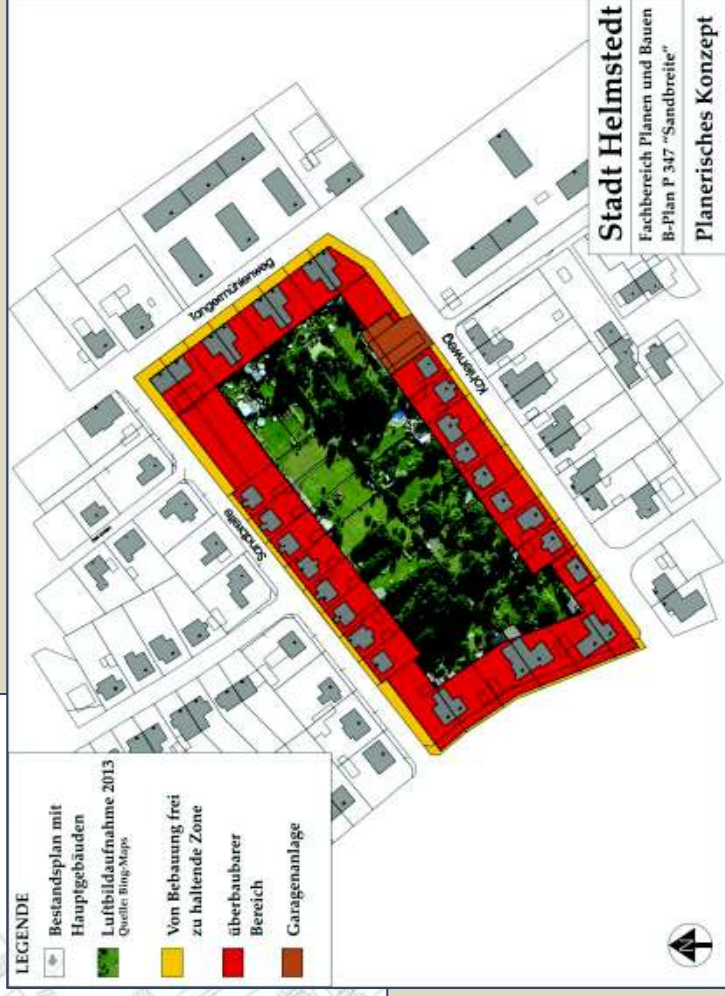 LEGENDE
Bestandsplan mit
Hauptgebäuden
Luftbildaufnahme 2013
Quelle: Bing-Maps
Von Bebauung frei
zu haltende Zone
überbaubarer
Bereich
Garagenanlage
N
Sandbreite
Tangermühlenweg
Kohlenweg
Stadt Helmstedt
Fachbereich Planen und Bauen
B-Plan P 347 "Sandbreite"
Planerisches Konzept